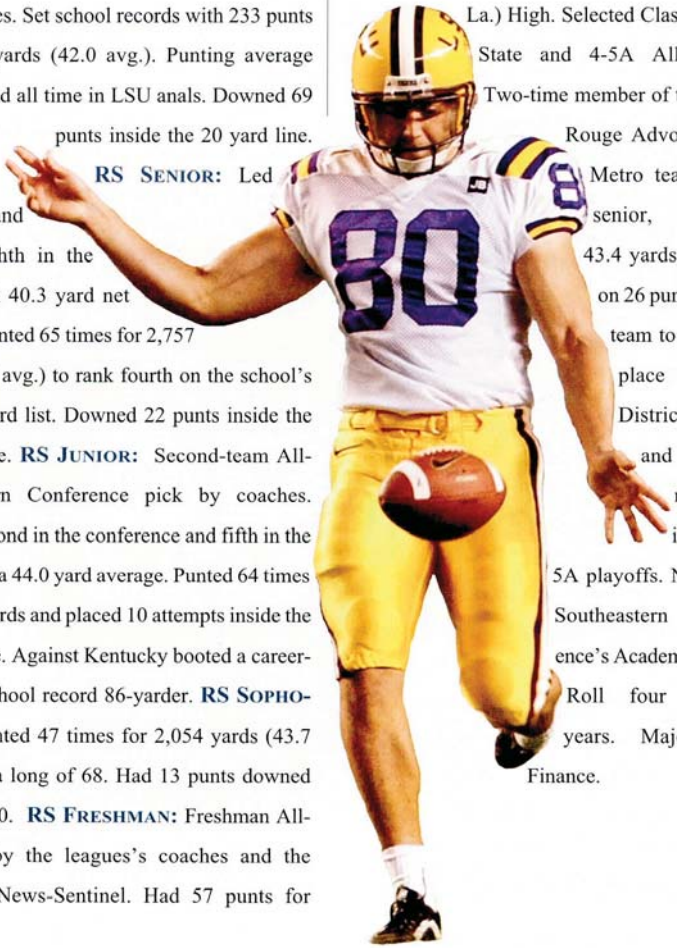 es. Set school records with 233 punts
yards (42.0 avg.). Punting average
d all time in LSU anals. Downed 69
punts inside the 20 yard line.
RS SENIOR: Led
and
hth in the
40.3 yard net
nted 65 times for 2,757
avg.) to rank fourth on the school's
rd list. Downed 22 punts inside the
e. RS JUNIOR: Second-team All-
n Conference pick by coaches.
ond in the conference and fifth in the
a 44.0 yard average. Punted 64 times
rds and placed 10 attempts inside the
e. Against Kentucky booted a career-
hool record 86-yarder. RS SOPHO-
nted 47 times for 2,054 yards (43.7
a long of 68. Had 13 punts downed
0. RS FRESHMAN: Freshman All-
by the leagues's coaches and the
News-Sentinel. Had 57 punts for
La.) High. Selected Clas
State and 4-5A All
Two-time member of t
Rouge Advo
Metro tea
senior,
43.4 yards
on 26 pun
team to
place
Distric
and
i
5A playoffs. N
Southeastern
ence's Academ
Roll four
years. Maj
Finance.
80
8